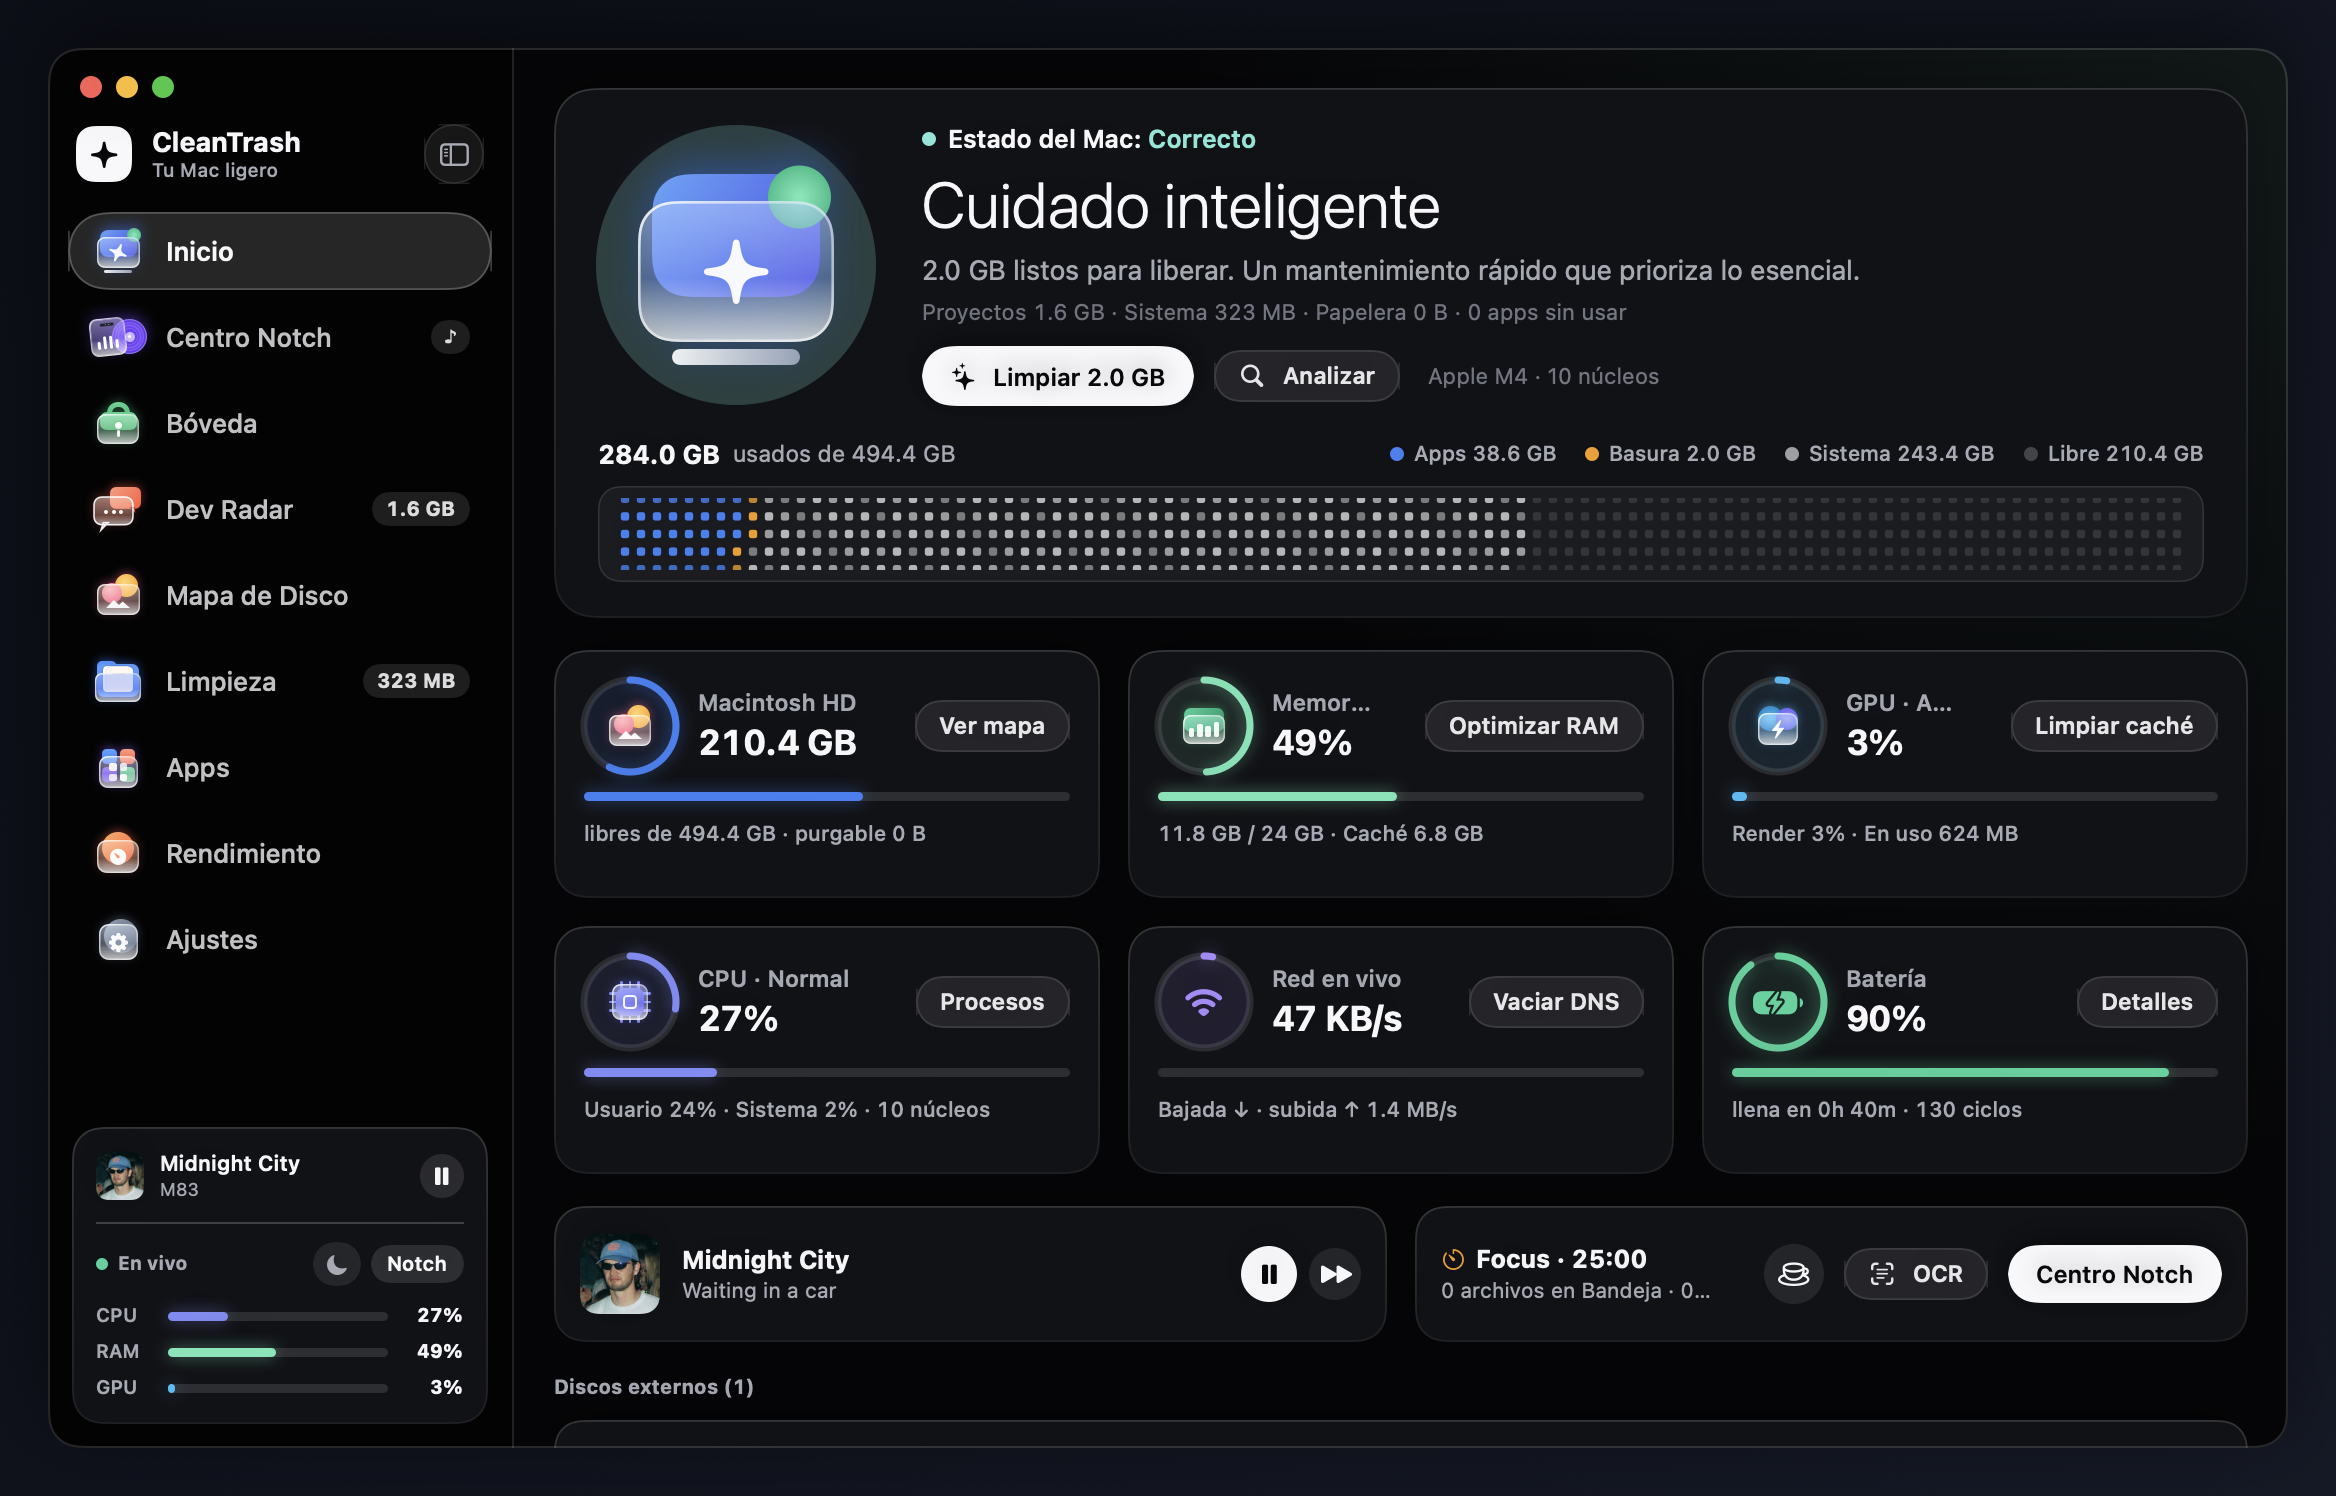 CleanTrash
Tu Mac ligero
Inicio
Centro Notch
Bóveda
Dev Radar 1.6 GB
Mapa de Disco
Limpieza 323 MB
Apps
Rendimiento
Ajustes
Midnight City
M83
En vivo Notch
CPU 27%
RAM 49%
GPU 3%
Estado del Mac: Correcto
Cuidado inteligente
2.0 GB listos para liberar. Un mantenimiento rápido que prioriza lo esencial.
Proyectos 1.6 GB · Sistema 323 MB · Papelera 0 B · 0 apps sin usar
Limpiar 2.0 GB Analizar Apple M4 · 10 núcleos
284.0 GB usados de 494.4 GB Apps 38.6 GB Basura 2.0 GB Sistema 243.4 GB Libre 210.4 GB
Macintosh HD
210.4 GB
Ver mapa
libres de 494.4 GB · purgable 0 B
Memor...
49%
Optimizar RAM
11.8 GB / 24 GB · Caché 6.8 GB
GPU · A...
3%
Limpiar caché
Render 3% · En uso 624 MB
CPU · Normal
27%
Procesos
Usuario 24% · Sistema 2% · 10 núcleos
Red en vivo
47 KB/s
Vaciar DNS
Bajada ↓ · subida ↑ 1.4 MB/s
Batería
90%
Detalles
llena en 0h 40m · 130 ciclos
Midnight City
Waiting in a car
Focus · 25:00
0 archivos en Bandeja · 0...
OCR
Centro Notch
Discos externos (1)